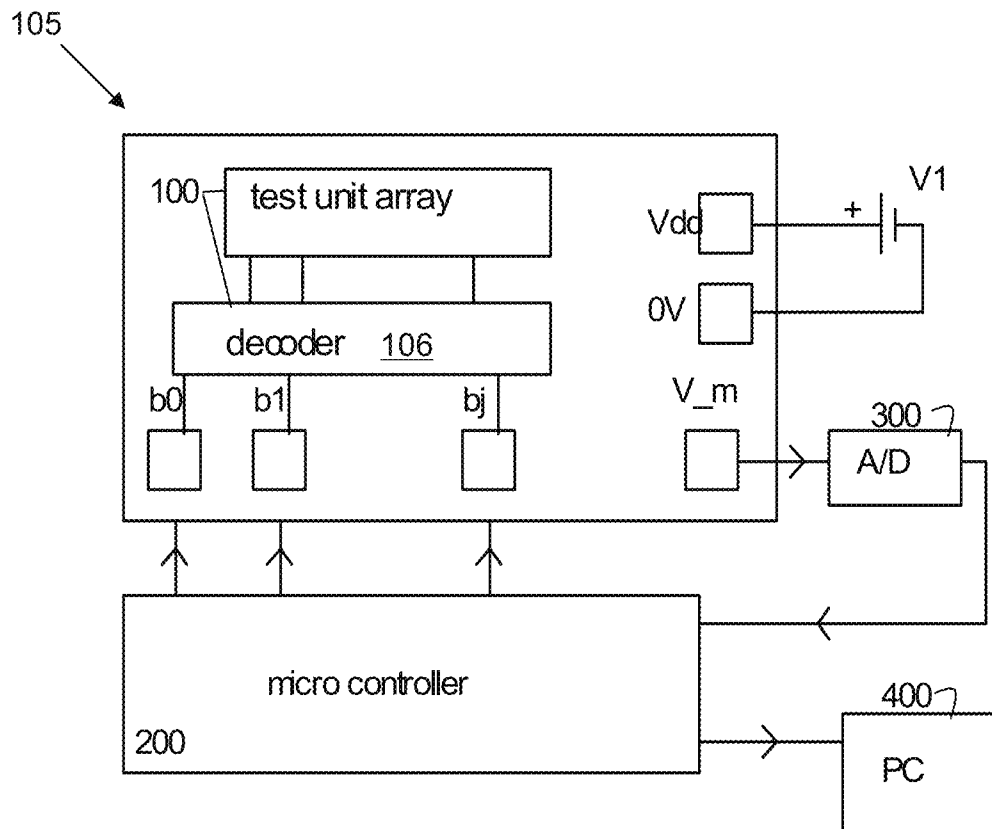 105
100
test unit array
Vdd
+
V1
0V
decoder 106
b0 b1 bj
V_m
300
A/D
micro controller
200
400
PC